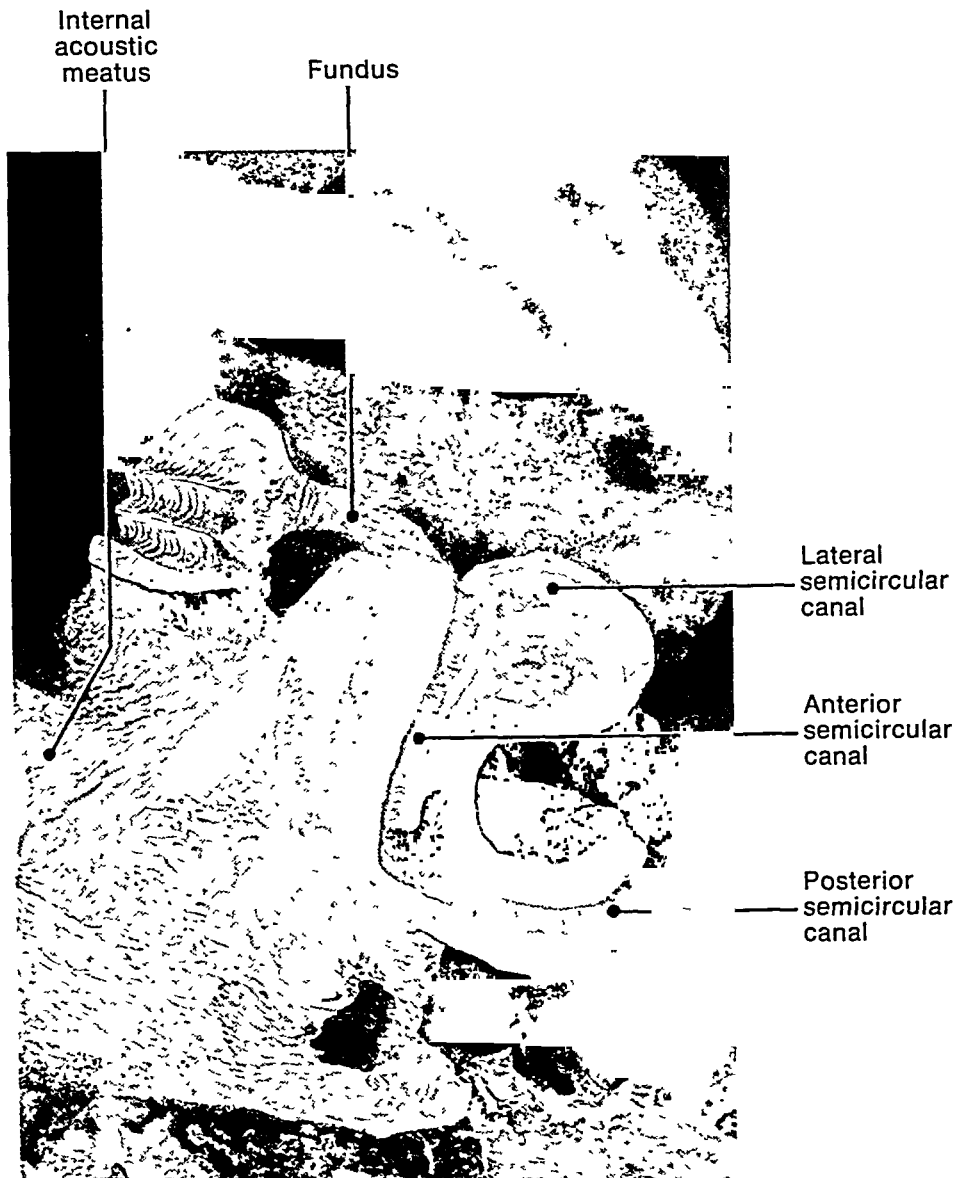 Internal
acoustic
meatus
Fundus
Lateral
semicircular
canal
Anterior
semicircular
canal
Posterior
semicircular
canal